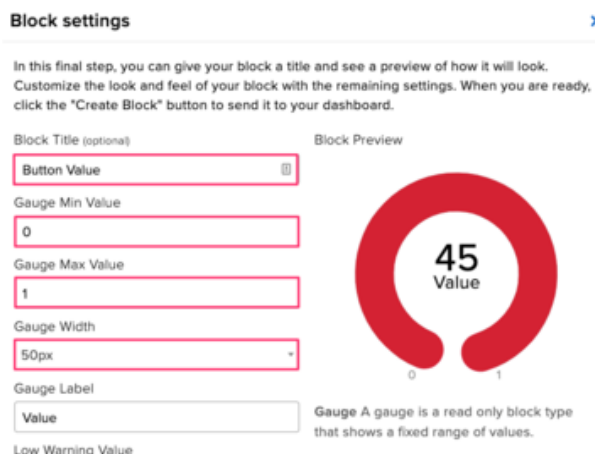 Block settings
In this final step, you can give your block a title and see a preview of how it will look.
Customize the look and feel of your block with the remaining settings. When you are ready,
click the "Create Block" button to send it to your dashboard.
Block Title (optional)
Block Preview
Button Value
Gauge Min Value
0
Gauge Max Value
1
Gauge Width
50px
Gauge Label
Value
Low Warning Value
45
Value
0
1
Gauge A gauge is a read only block type
that shows a fixed range of values.